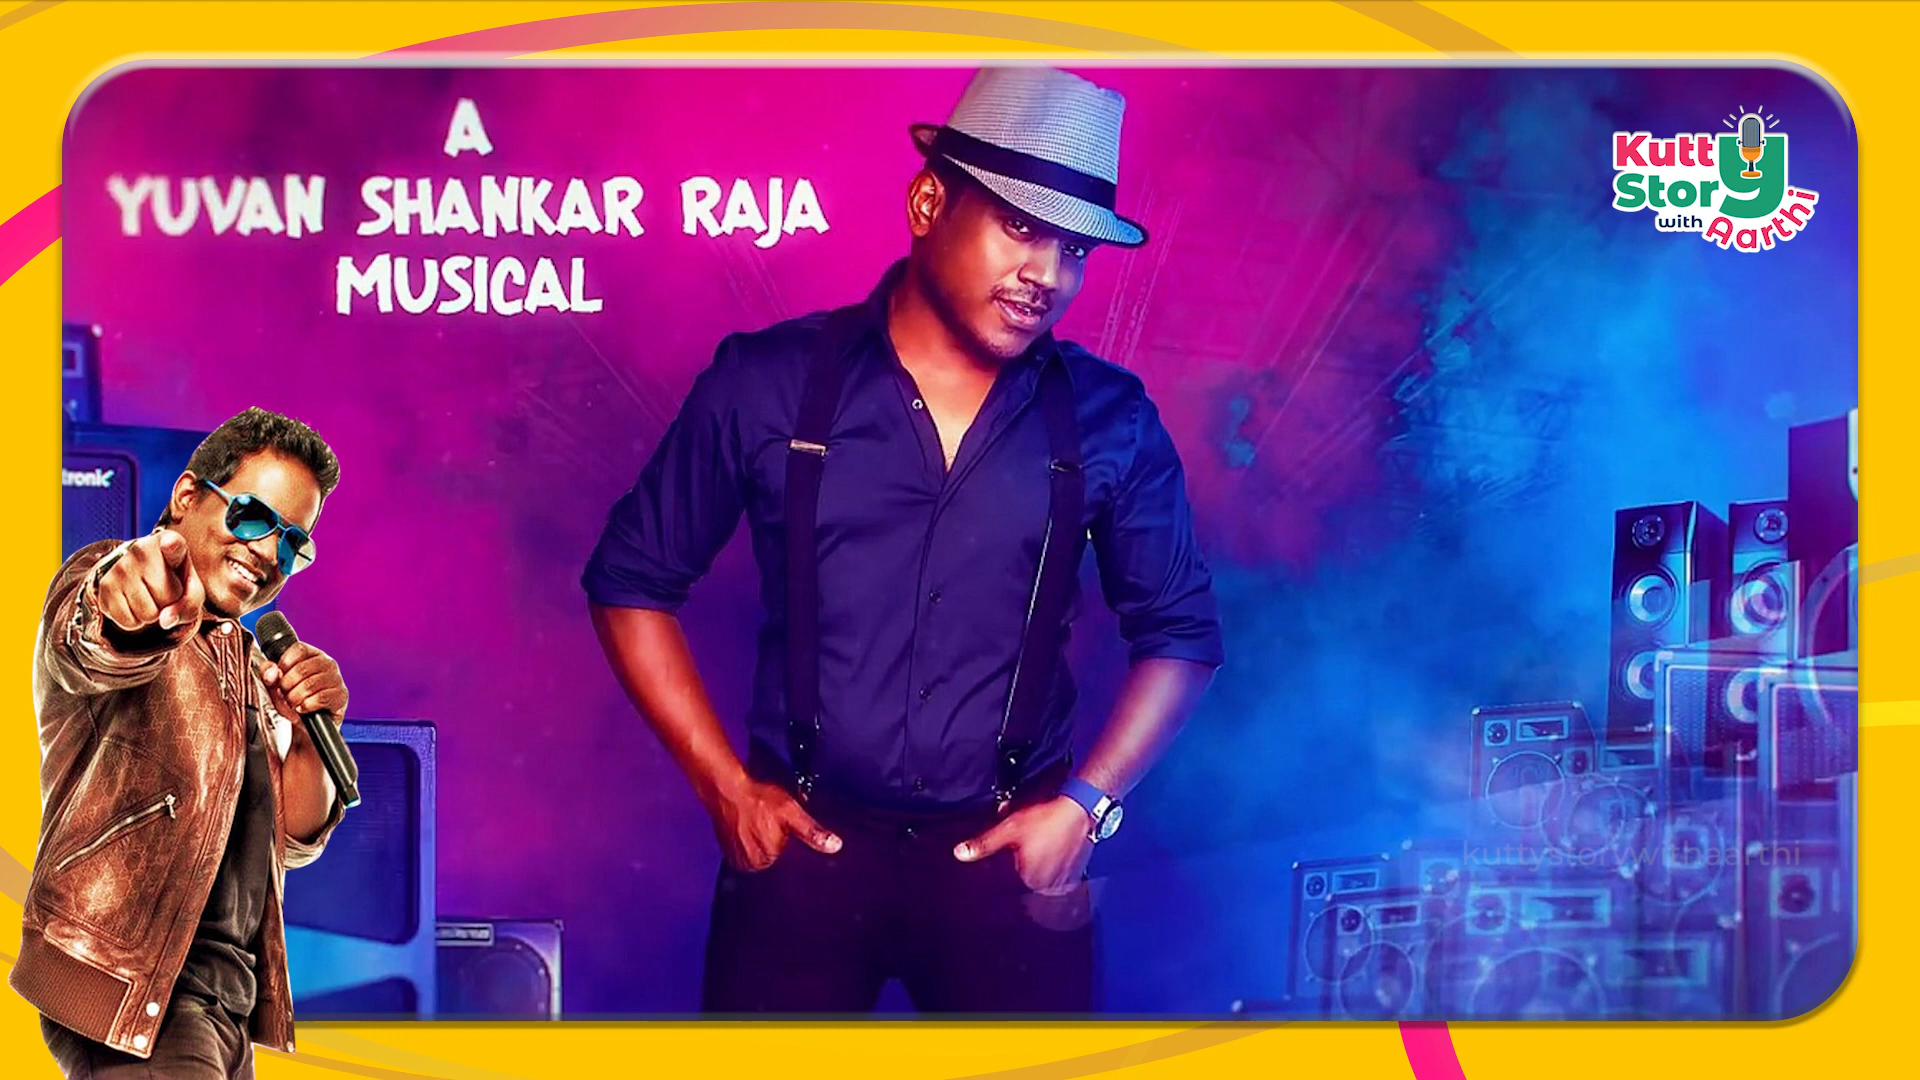 A
YUVAN SHANKAR RAJA
MUSICAL
Kutty
Story
with Aarthi
tronic
kuttystorywithaarthi